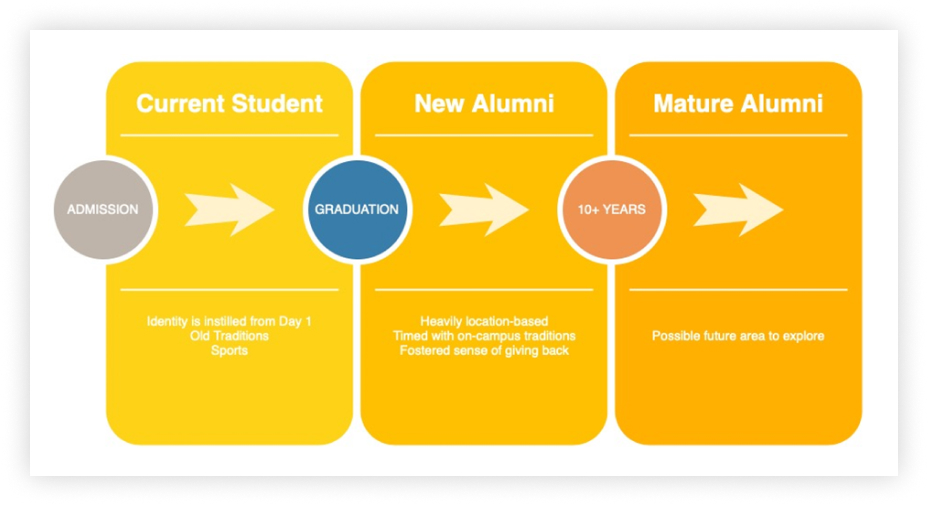 Current Student
New Alumni
Mature Alumni
ADMISSION
GRADUATION
10+ YEARS
Identity is instilled from Day 1
Old Traditions
Sports
Heavily location-based
Timed with on-campus traditions
Fostered sense of giving back
Possible future area to explore